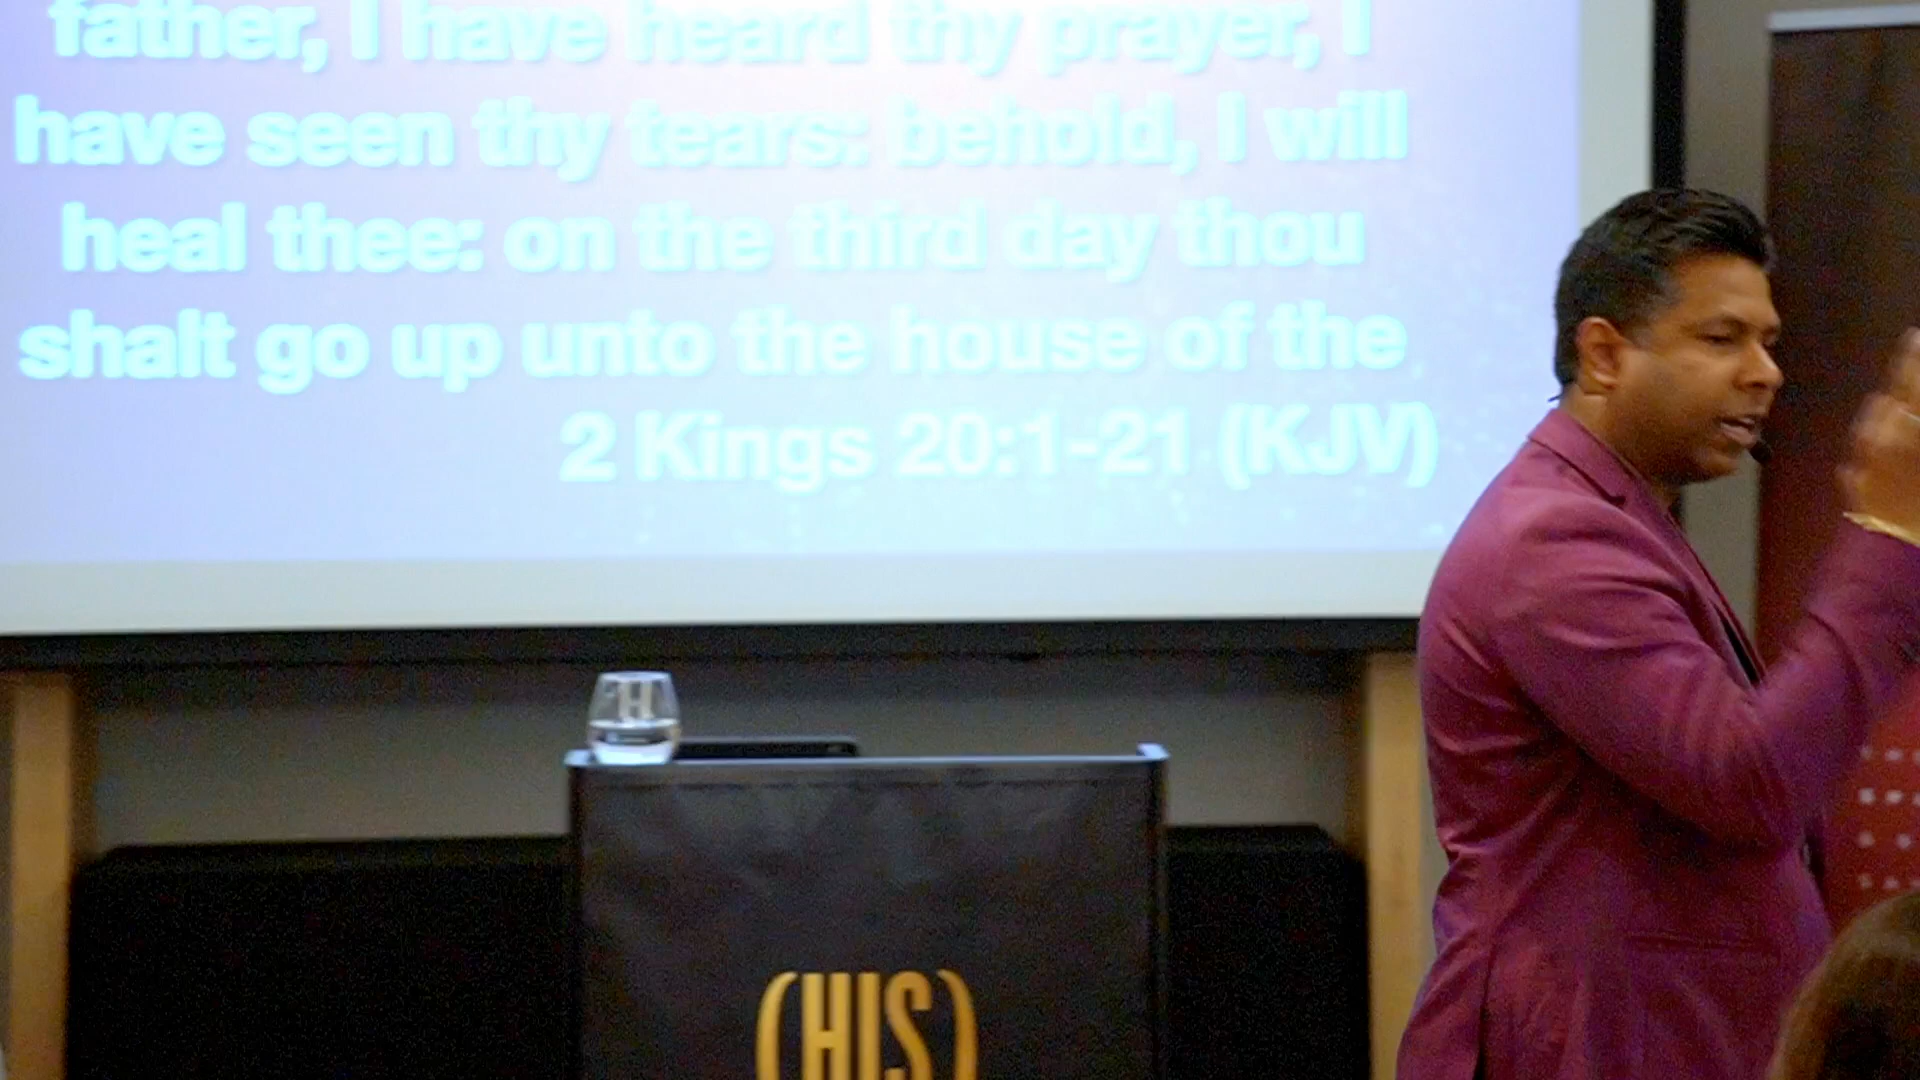 father, I have heard thy prayer, I
have seen thy tears: behold, I will
heal thee: on the third day thou
shalt go up unto the house of the
2 Kings 20:1-21 (KJV)
H
(HIS)